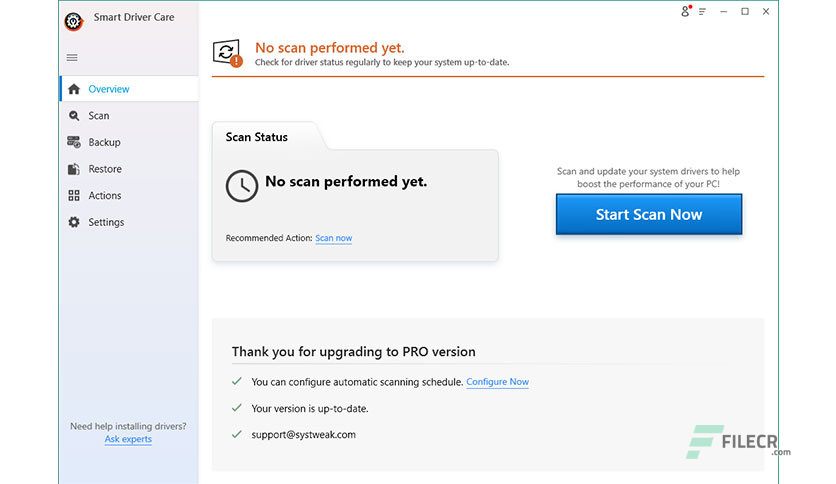 Smart Driver Care
Overview
Scan
Backup
Restore
Actions
Settings
Need help installing drivers?
Ask experts
No scan performed yet.
Check for driver status regularly to keep your system up-to-date.
Scan Status
No scan performed yet.
Recommended Action: Scan now
Scan and update your system drivers to help
boost the performance of your PC!
Start Scan Now
Thank you for upgrading to PRO version
You can configure automatic scanning schedule. Configure Now
Your version is up-to-date.
support@systweak.com
FILECR
.com